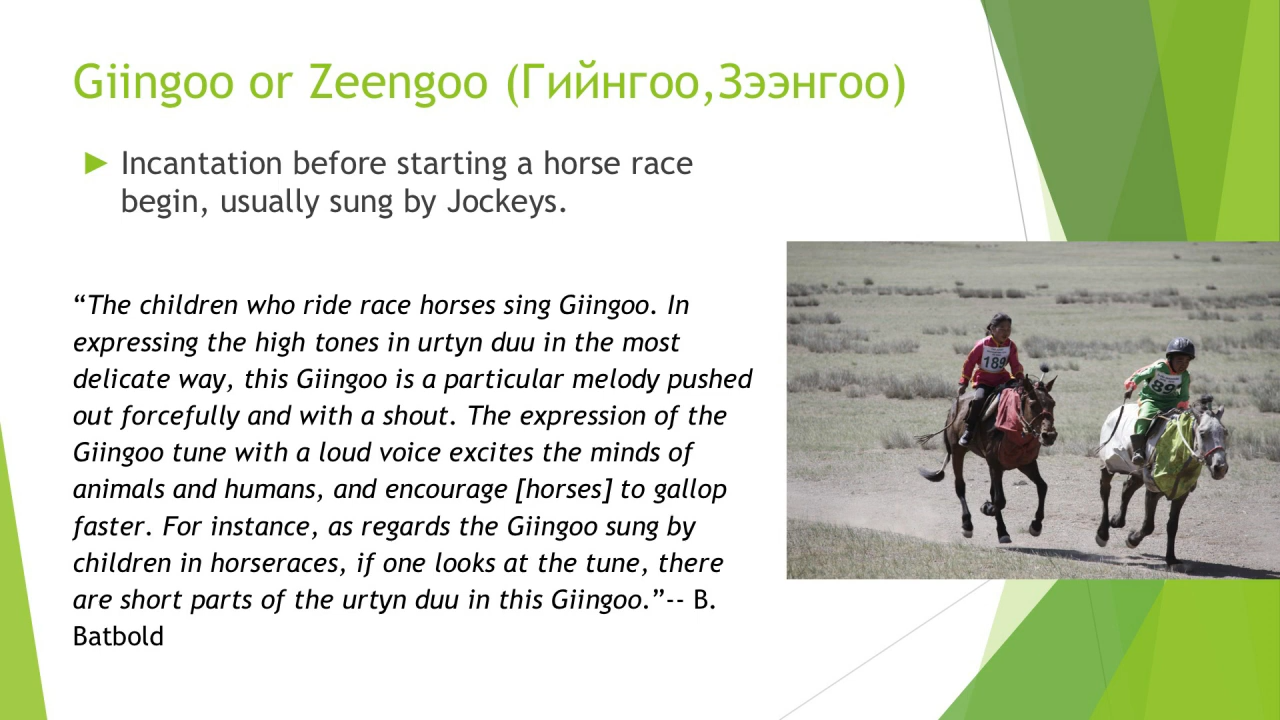 Giingoo or Zeengoo (Гийнгоо,Зээнгоо)
Incantation before starting a horse race
begin, usually sung by Jockeys.
“The children who ride race horses sing Giingoo. In
expressing the high tones in urtyn duu in the most
delicate way, this Giingoo is a particular melody pushed
out forcefully and with a shout. The expression of the
Giingoo tune with a loud voice excites the minds of
animals and humans, and encourage [horses] to gallop
faster. For instance, as regards the Giingoo sung by
children in horseraces, if one looks at the tune, there
are short parts of the urtyn duu in this Giingoo.”-- B.
Batbold
189